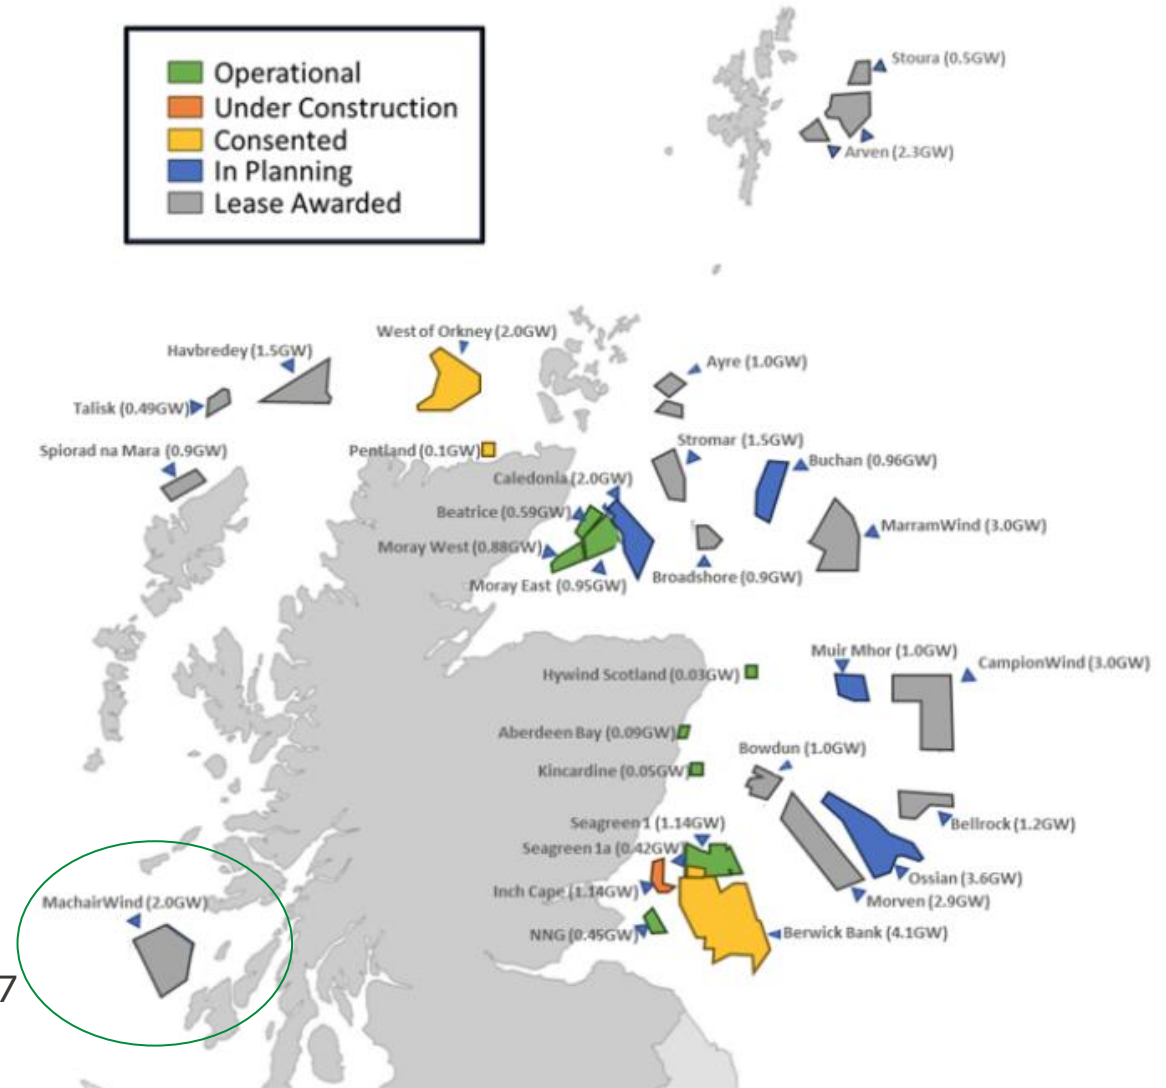 Operational
Under Construction
Consented
In Planning
Lease Awarded
Stoura (0.5GW)
Arven (2.3GW)
West of Orkney (2.0GW)
Havbredey (1.5GW)
Ayre (1.0GW)
Talisk (0.49GW)
Stromar (1.5GW)
Spiorad na Mara (0.9GW)
Pentland (0.1GW)
Buchan (0.96GW)
Caledonia (2.0GW)
Beatrice (0.59GW)
MarramWind (3.0GW)
Moray West (0.88GW)
Broadshore (0.9GW)
Moray East (0.95GW)
Muir Mhor (1.0GW)
CampionWind (3.0GW)
Hywind Scotland (0.03GW)
Aberdeen Bay (0.09GW)
Bowdun (1.0GW)
Kincardine (0.05GW)
Seagreen 1 (1.14GW)
Bellrock (1.2GW)
Seagreen 1a (0.42GW)
Ossian (3.6GW)
Inch Cape (1.14GW)
Morven (2.9GW)
MachairWind (2.0GW)
NNG (0.45GW)
Berwick Bank (4.1GW)
7